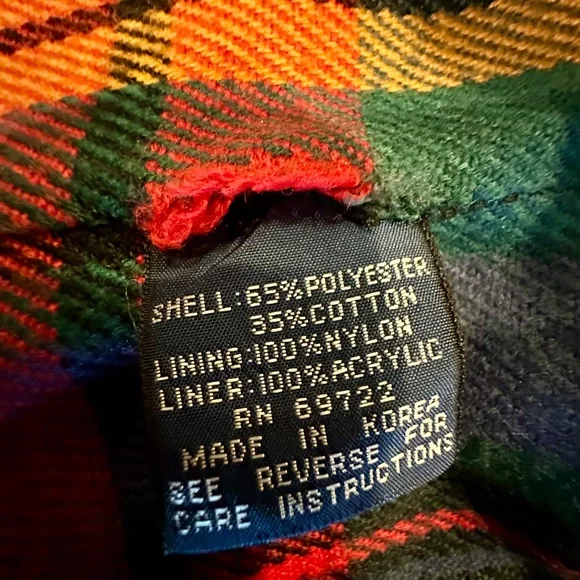 SHELL:65%POLYESTER
35%COTTON
LINING:100%NYLON
LINER:100%ACRYLIC
RN 69722
MADE IN KOREA
SEE REVERSE FOR
CARE INSTRUCTIONS